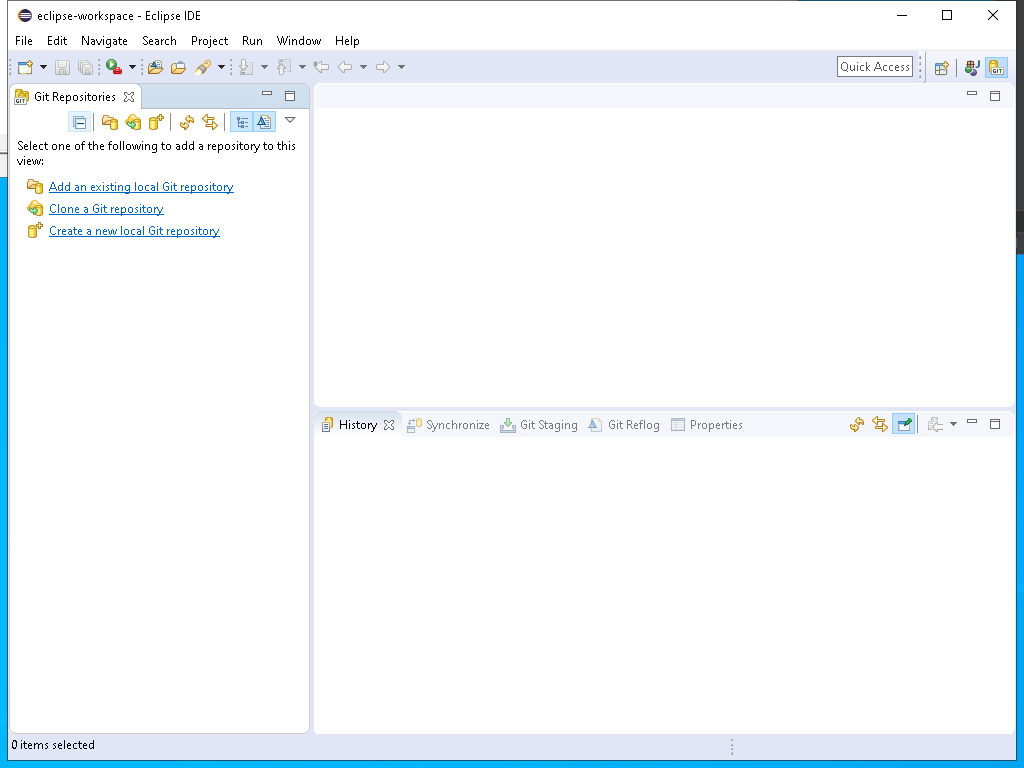 eclipse-workspace - Eclipse IDE
File Edit Navigate Search Project Run Window Help
Quick Access
GIT
GIT Git Repositories
Select one of the following to add a repository to this
view:
Add an existing local Git repository
Clone a Git repository
Create a new local Git repository
History Synchronize Git Staging Git Reflog Properties
0 items selected